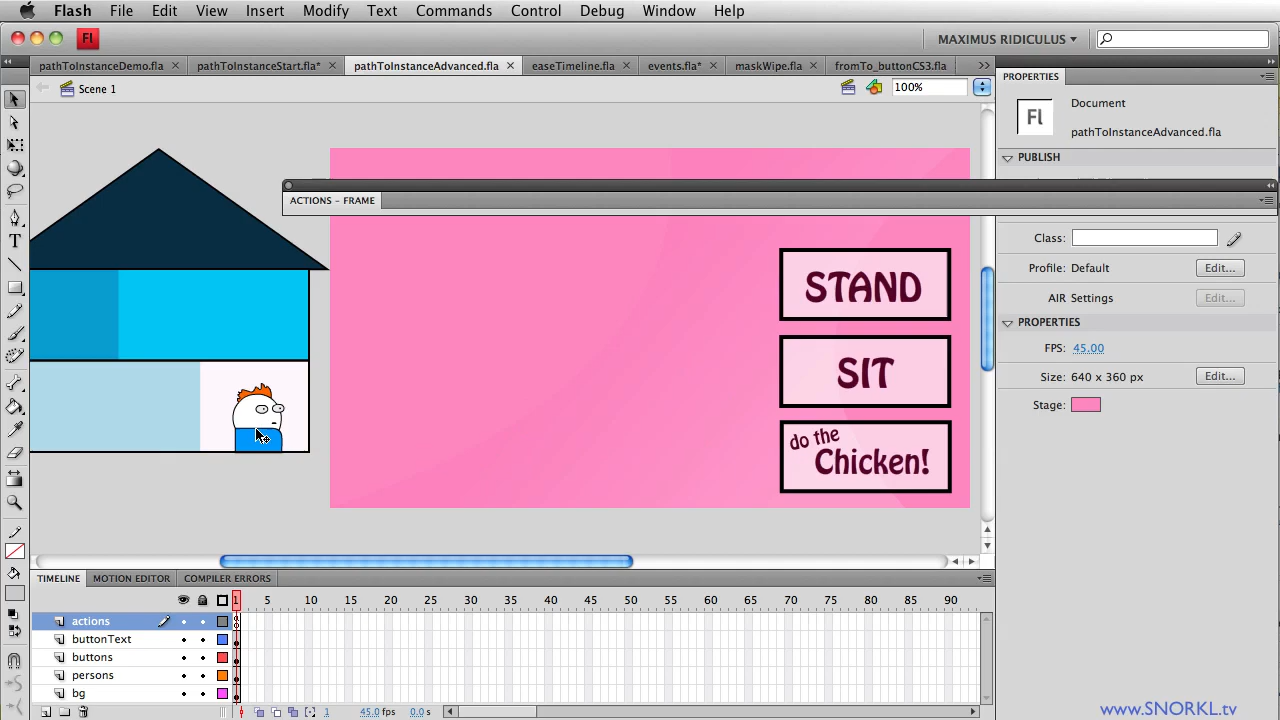 Flash File Edit View Insert Modify Text Commands Control Debug Window Help
Fl MAXIMUS RIDICULUS
pathToInstanceDemo.fla pathToInstanceStart.fla* pathToInstanceAdvanced.fla easeTimeline.fla events.fla* maskWipe.fla fromTo_buttonCS3.fla
PROPERTIES
Scene 1 100%
Document
Fl
pathToInstanceAdvanced.fla
PUBLISH
ACTIONS - FRAME
Class:
Profile: Default Edit...
AIR Settings Edit...
PROPERTIES
FPS: 45.00
Size: 640 x 360 px Edit...
Stage:
STAND
SIT
do the
Chicken!
TIMELINE MOTION EDITOR COMPILER ERRORS
1 5 10 15 20 25 30 35 40 45 50 55 60 65 70 75 80 85 90
actions
buttonText
buttons
persons
bg
1 45.0 fps 0.0 s
www.SNORKL.tv